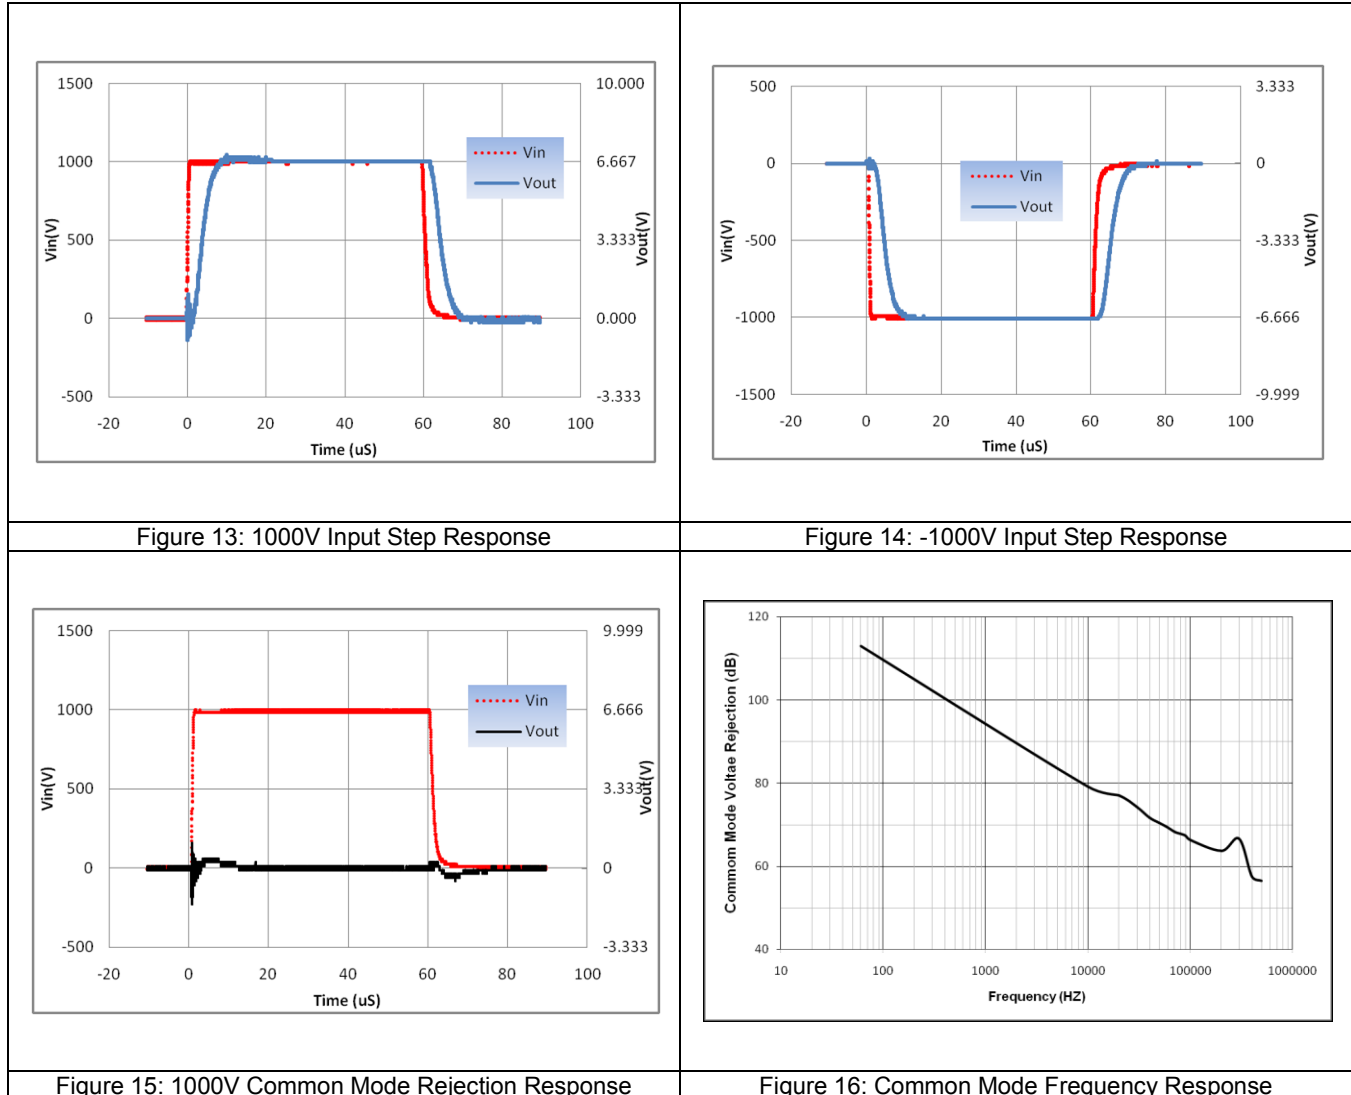 1500
1000
500
0
-500
10.000
6.667
3.333
0.000
-3.333
-20
0
20
40
60
80
100
Vin(V)
Vout(V)
Time (uS)
Vin
Vout
Figure 13: 1000V Input Step Response
500
0
-500
-1000
-1500
3.333
0
-3.333
-6.666
-9.999
-20
0
20
40
60
80
100
Vin(V)
Vout(V)
Time (uS)
Vin
Vout
Figure 14: -1000V Input Step Response
1500
1000
500
0
-500
9.999
6.666
3.333
0
-3.333
-20
0
20
40
60
80
100
Vin(V)
Vout(V)
Time (uS)
Vin
Vout
Figure 15: 1000V Common Mode Rejection Response
120
100
80
60
40
10
100
1000
10000
100000
1000000
Commom Mode Voltae Rejection (dB)
Frequency (HZ)
Figure 16: Common Mode Frequency Response